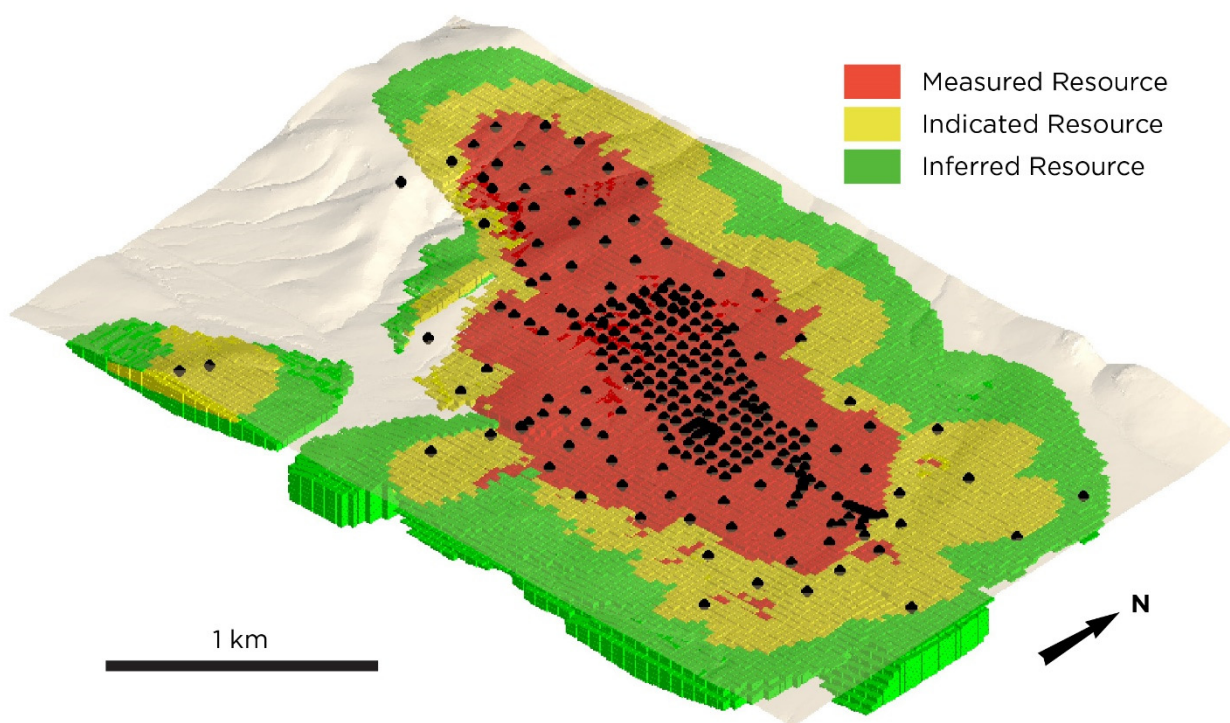 Measured Resource
Indicated Resource
Inferred Resource
1 km
N